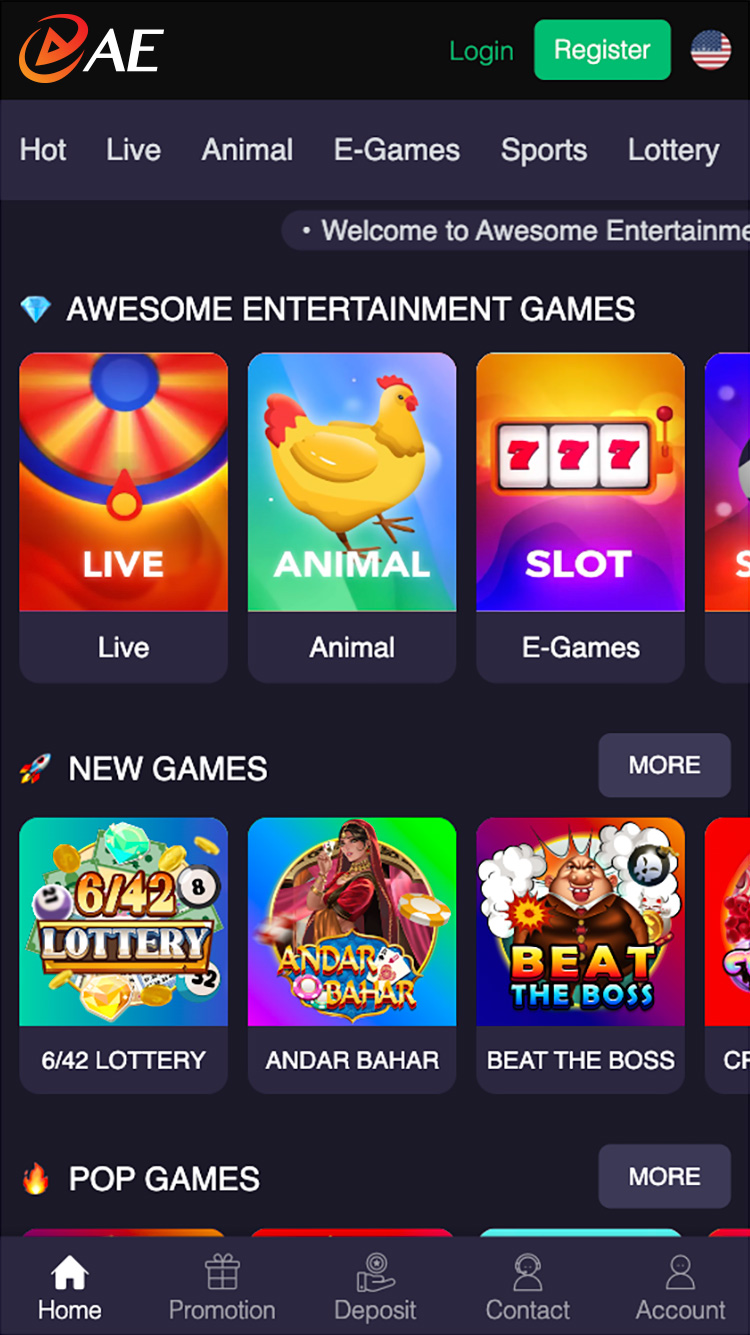 AE
Login
Register
Hot
Live
Animal
E-Games
Sports
Lottery
• Welcome to Awesome Entertainme
AWESOME ENTERTAINMENT GAMES
LIVE
ANIMAL
777
SLOT
S
Live
Animal
E-Games
NEW GAMES
MORE
6/42
8
LOTTERY
ANDAR
BAHAR
BEAT
THE BOSS
6/42 LOTTERY
ANDAR BAHAR
BEAT THE BOSS
CR
POP GAMES
MORE
Home
Promotion
Deposit
Contact
Account